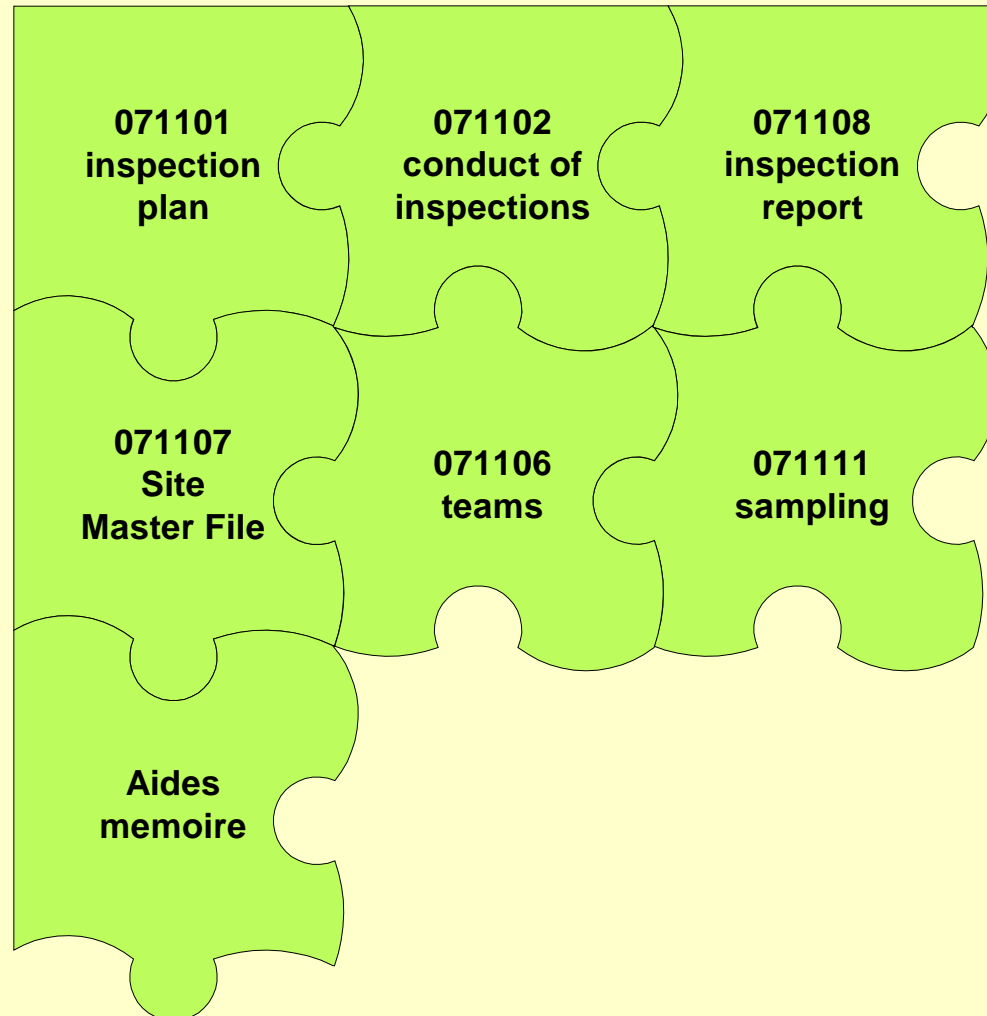 071101
inspection
plan
071102
conduct of
inspections
071108
inspection
report
071107
Site
Master File
071106
teams
071111
sampling
Aides
memoire